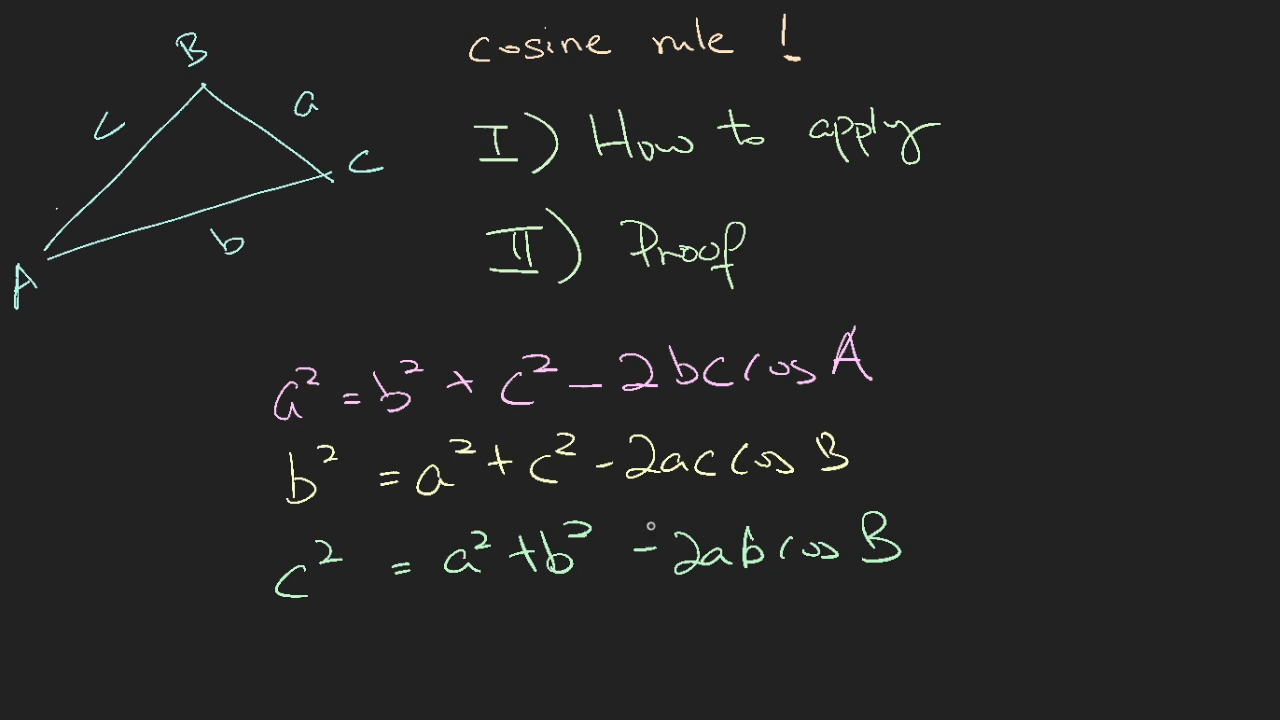 cosine rule !
B
c
a
C
b
A
I) How to apply
II) Proof
a² = b² + c² - 2bc cos A
b² = a² + c² - 2ac cos B
c² = a² + b² - 2ab cos B